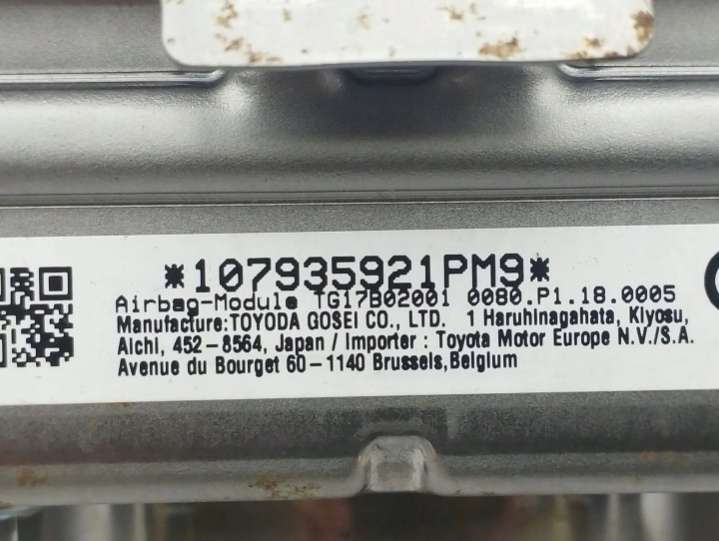 *107935921PM9*
Airbag-Module TG17B02001 0080.P1.18.0005
Manufacture:TOYODA GOSEI CO., LTD. 1 Haruhinagahata, Kiyosu,
Aichi, 452-8564, Japan / Importer : Toyota Motor Europe N.V./S.A.
Avenue du Bourget 60-1140 Brussels,Belgium